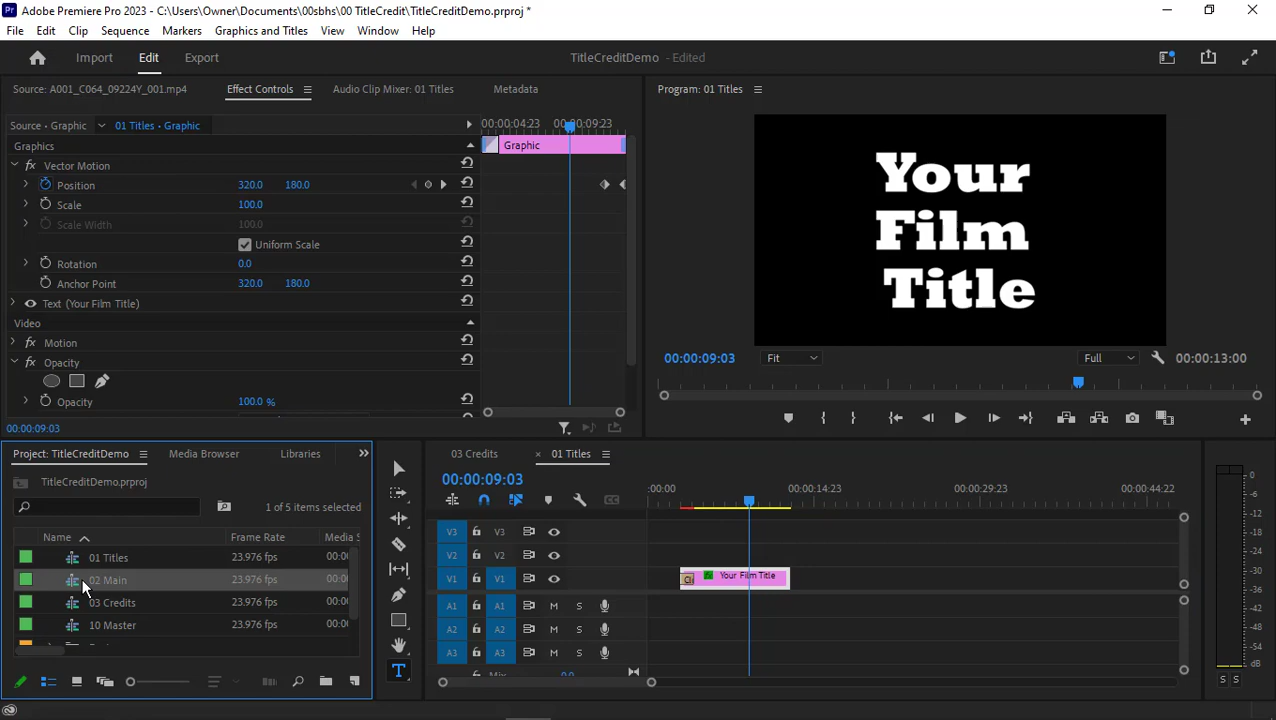 Pr Adobe Premiere Pro 2023 - C:\Users\Owner\Documents\00sbhs\00 TitleCredit\TitleCreditDemo.prproj *
File Edit Clip Sequence Markers Graphics and Titles View Window Help
Import Edit Export TitleCreditDemo - Edited
Source: A001_C064_09224Y_001.mp4 Effect Controls Audio Clip Mixer: 01 Titles Metadata
Program: 01 Titles
Source • Graphic 01 Titles • Graphic
00:00:04:23 00:00:09:23
Graphics
Graphic
fx Vector Motion
Position 320.0 180.0
Scale 100.0
Scale Width 100.0
Uniform Scale
Rotation 0.0
Anchor Point 320.0 180.0
Text (Your Film Title)
Video
fx Motion
fx Opacity
Opacity 100.0 %
00:00:09:03
Your
Film
Title
00:00:09:03 Fit Full 00:00:13:00
Project: TitleCreditDemo Media Browser Libraries
TitleCreditDemo.prproj
1 of 5 items selected
Name Frame Rate Media S
01 Titles 23.976 fps 00:0
02 Main 23.976 fps 00:0
03 Credits 23.976 fps 00:0
10 Master 23.976 fps 00:0
T
03 Credits × 01 Titles
00:00:09:03
:00:00 00:00:14:23 00:00:29:23 00:00:44:22
V3 V3
V2 V2
V1 V1 fx Your Film Title
A1 A1 M S
A2 A2 M S
A3 A3 M S
Mix 0.0
0
-6
-12
-18
-24
-30
-36
-42
-48
-54
dB
S S